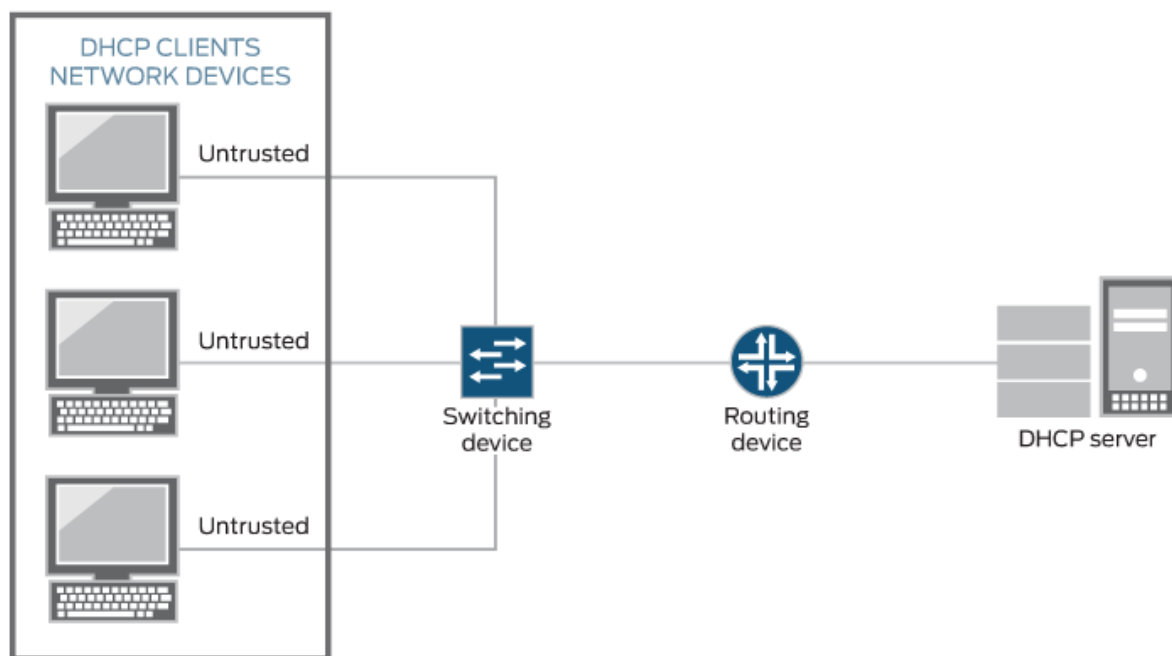 DHCP CLIENTS
NETWORK DEVICES
Untrusted
Untrusted
Untrusted
Switching
device
Routing
device
DHCP server